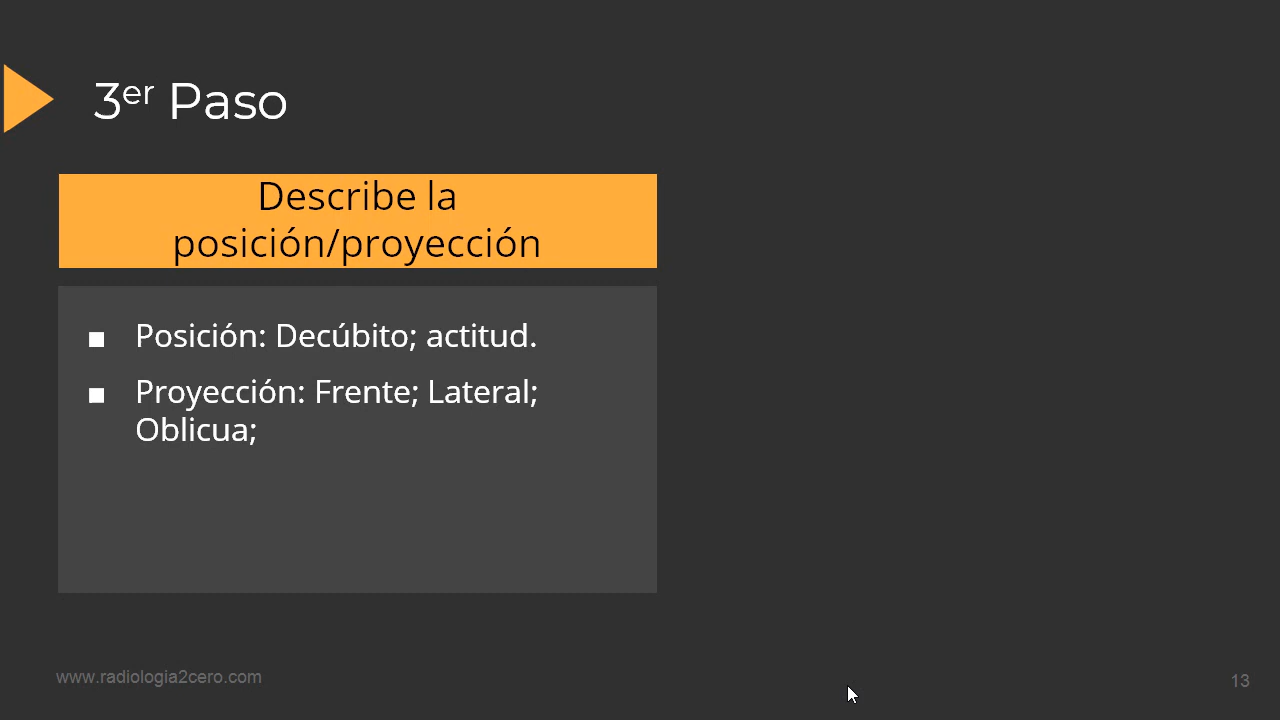 3er Paso
Describe la
posición/proyección
▪ Posición: Decúbito; actitud.
▪ Proyección: Frente; Lateral;
Oblicua;
www.radiologia2cero.com
13